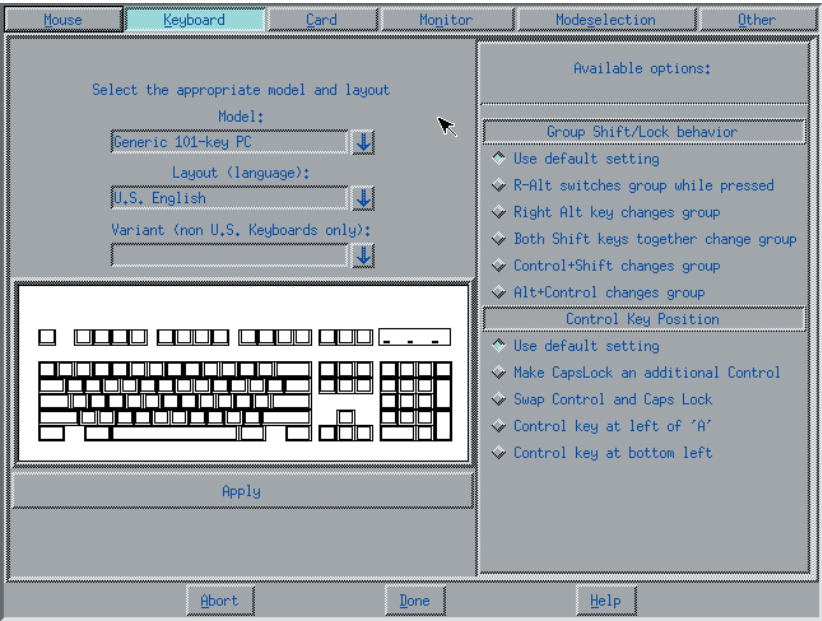 Mouse
Keyboard
Card
Monitor
Modeselection
Other
Select the appropriate model and layout
Model:
Generic 101-key PC
Layout (language):
U.S. English
Variant (non U.S. Keyboards only):
Apply
Available options:
Group Shift/Lock behavior
Use default setting
R-Alt switches group while pressed
Right Alt key changes group
Both Shift keys together change group
Control+Shift changes group
Alt+Control changes group
Control Key Position
Use default setting
Make CapsLock an additional Control
Swap Control and Caps Lock
Control key at left of 'A'
Control key at bottom left
Abort
Done
Help